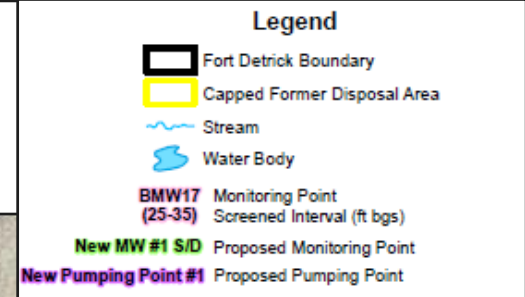 Legend
Fort Detrick Boundary
Capped Former Disposal Area
Stream
Water Body
BMW17 Monitoring Point
(25-35) Screened Interval (ft bgs)
New MW #1 S/D Proposed Monitoring Point
New Pumping Point #1 Proposed Pumping Point